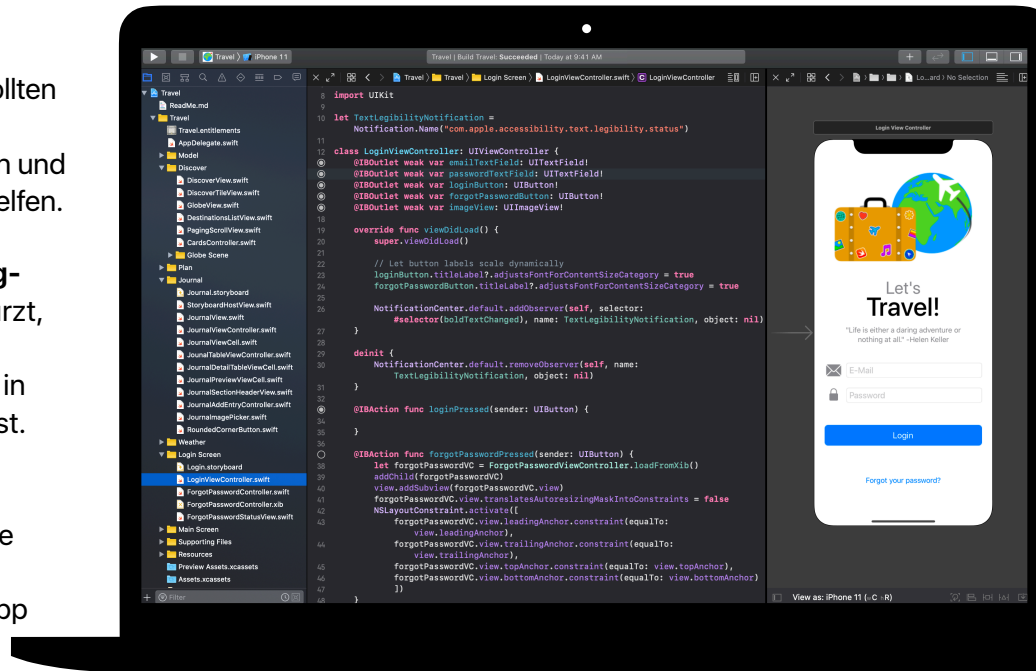 ollten
n und
elfen.
g-
rzt,
in
st.
e
pp
Travel 〉 iPhone 11
Travel | Build Travel: Succeeded | Today at 9:41 AM
Travel
ReadMe.md
Travel
Travel.entitlements
AppDelegate.swift
Model
Discover
DiscoverView.swift
DiscoverTileView.swift
GlobeView.swift
DestinationsListView.swift
PagingScrollView.swift
CardsController.swift
Globe Scene
Plan
Journal
Journal.storyboard
StoryboardHostView.swift
JournalView.swift
JournalViewController.swift
JournalViewCell.swift
JounalTableViewController.swift
JournalDetailTableViewCell.swift
JournalPreviewViewCell.swift
JournalSectionHeaderView.swift
JournalAddEntryController.swift
JournalImagePicker.swift
RoundedCornerButton.swift
Weather
Login Screen
Login.storyboard
LoginViewController.swift
ForgotPasswordController.swift
ForgotPasswordController.xib
ForgotPasswordStatusView.swift
Main Screen
Supporting Files
Resources
Preview Assets.xcassets
Assets.xcassets
Filter
Travel 〉 Travel 〉 Login Screen 〉 LoginViewController.swift 〉 C LoginViewController
8 import UIKit
9
10 let TextLegibilityNotification =
Notification.Name("com.apple.accessibility.text.legibility.status")
11
12 class LoginViewController: UIViewController {
@IBOutlet weak var emailTextField: UITextField!
@IBOutlet weak var passwordTextField: UITextField!
@IBOutlet weak var loginButton: UIButton!
@IBOutlet weak var forgotPasswordButton: UIButton!
@IBOutlet weak var imageView: UIImageView!
18
19 override func viewDidLoad() {
20 super.viewDidLoad()
21
22 // Let button labels scale dynamically
23 loginButton.titleLabel?.adjustsFontForContentSizeCategory = true
24 forgotPasswordButton.titleLabel?.adjustsFontForContentSizeCategory = true
25
26 NotificationCenter.default.addObserver(self, selector:
#selector(boldTextChanged), name: TextLegibilityNotification, object: nil)
27 }
28
29 deinit {
30 NotificationCenter.default.removeObserver(self, name:
TextLegibilityNotification, object: nil)
31 }
32
@IBAction func loginPressed(sender: UIButton) {
34
35 }
36
@IBAction func forgotPasswordPressed(sender: UIButton) {
38 let forgotPasswordVC = ForgotPasswordViewController.loadFromXib()
39 addChild(forgotPasswordVC)
40 view.addSubview(forgotPasswordVC.view)
41 forgotPasswordVC.view.translatesAutoresizingMaskIntoConstraints = false
42 NSLayoutConstraint.activate([
43 forgotPasswordVC.view.leadingAnchor.constraint(equalTo:
view.leadingAnchor),
44 forgotPasswordVC.view.trailingAnchor.constraint(equalTo:
view.trailingAnchor),
45 forgotPasswordVC.view.topAnchor.constraint(equalTo: view.topAnchor),
46 forgotPasswordVC.view.bottomAnchor.constraint(equalTo: view.bottomAnchor)
47 ])
48 }
Lo...ard 〉 No Selection
Login View Controller
Let's
Travel!
"Life is either a daring adventure or
nothing at all." -Helen Keller
E-Mail
Password
Login
Forgot your password?
View as: iPhone 11 (wC hR)